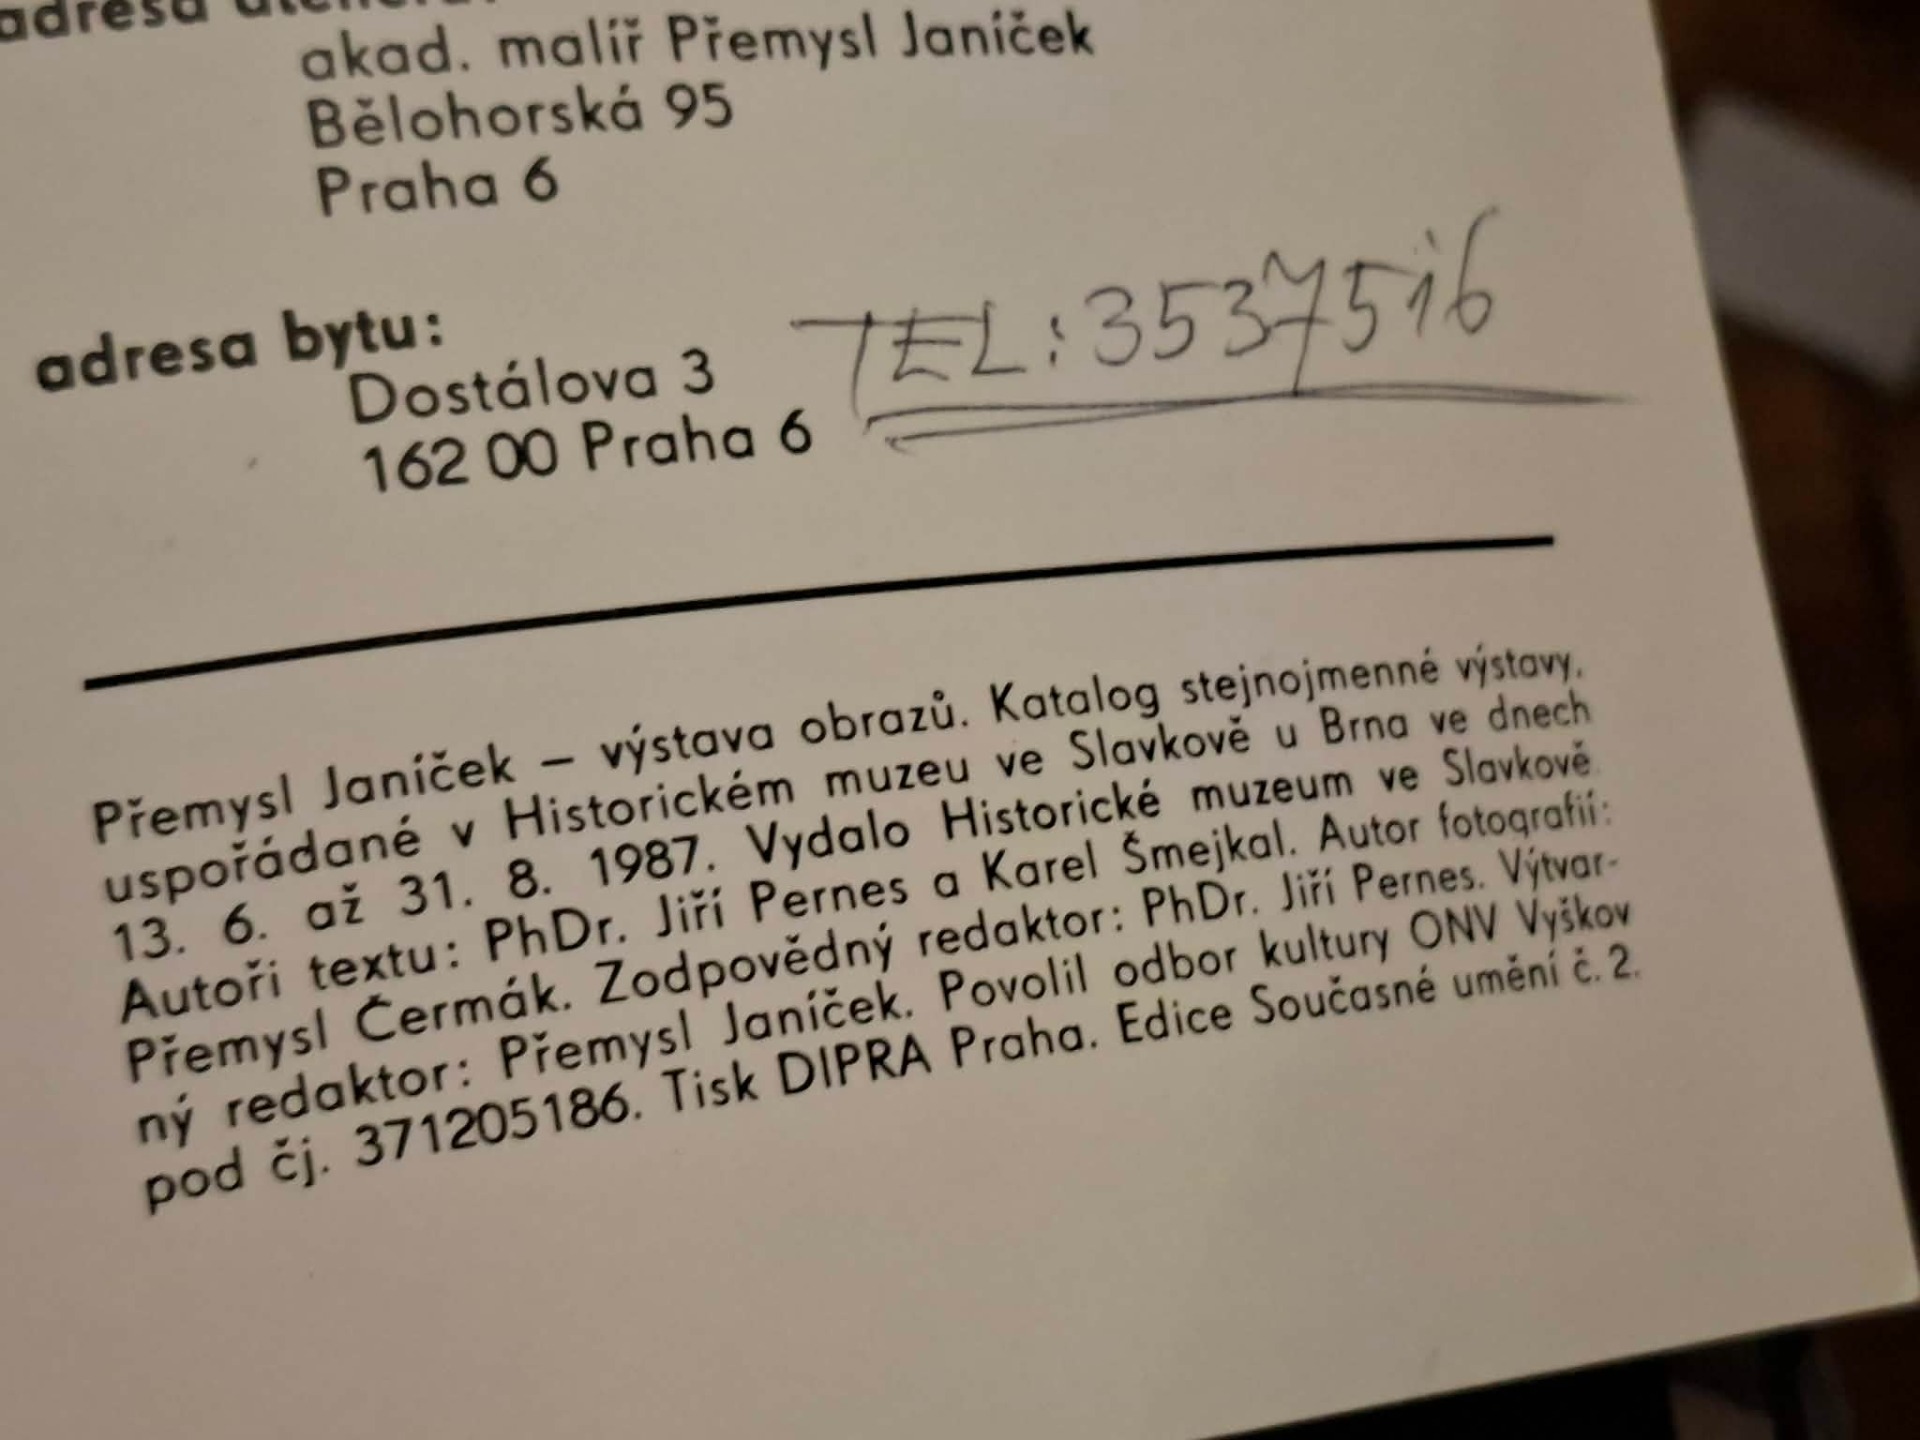 adresa ateliéru:
akad. malíř Přemysl Janíček
Bělohorská 95
Praha 6
adresa bytu:
Dostálova 3
162 00 Praha 6
TEL: 3537516
Přemysl Janíček – výstava obrazů. Katalog stejnojmenné výstavy,
uspořádané v Historickém muzeu ve Slavkově u Brna ve dnech
13. 6. až 31. 8. 1987. Vydalo Historické muzeum ve Slavkově.
Autoři textu: PhDr. Jiří Pernes a Karel Šmejkal. Autor fotografií:
Přemysl Čermák. Zodpovědný redaktor: PhDr. Jiří Pernes. Výtvar-
ný redaktor: Přemysl Janíček. Povolil odbor kultury ONV Vyškov
pod čj. 371205186. Tisk DIPRA Praha. Edice Současné umění č. 2.